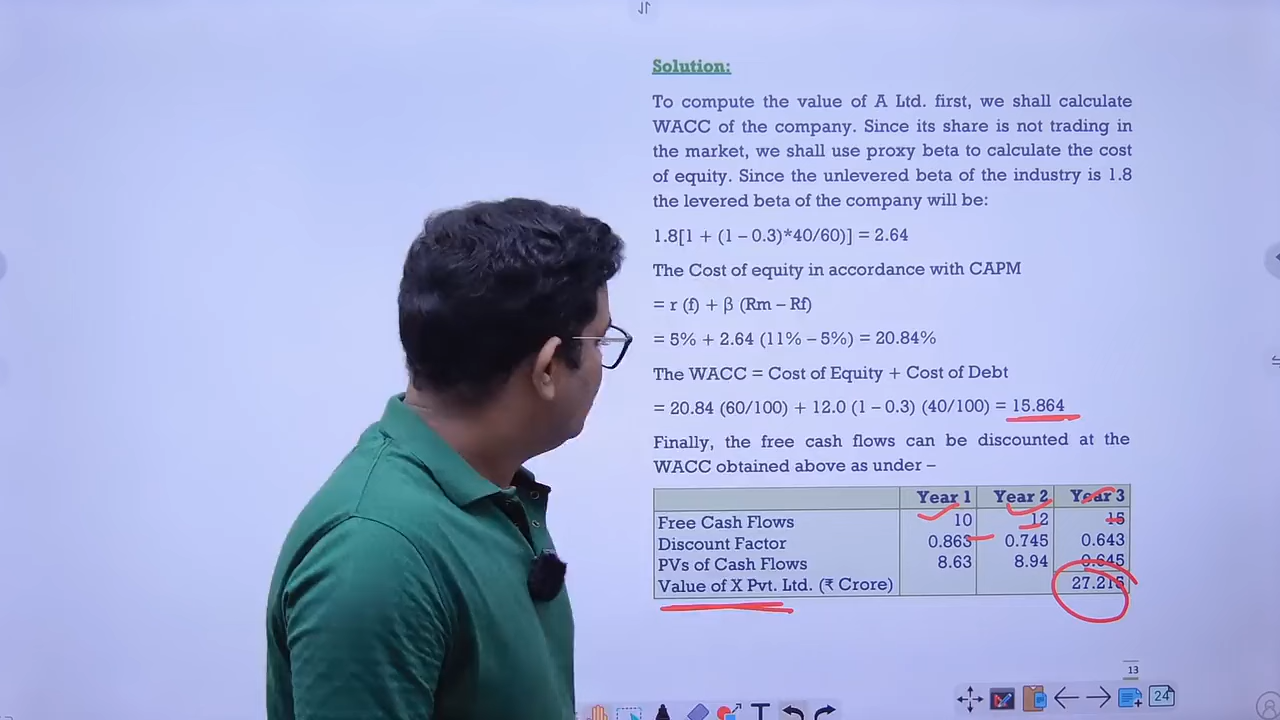 Solution:
To compute the value of A Ltd. first, we shall calculate
WACC of the company. Since its share is not trading in
the market, we shall use proxy beta to calculate the cost
of equity. Since the unlevered beta of the industry is 1.8
the levered beta of the company will be:
1.8[1 + (1 – 0.3)*40/60)] = 2.64
The Cost of equity in accordance with CAPM
= r (f) + β (Rm – Rf)
= 5% + 2.64 (11% – 5%) = 20.84%
The WACC = Cost of Equity + Cost of Debt
= 20.84 (60/100) + 12.0 (1 – 0.3) (40/100) = 15.864
Finally, the free cash flows can be discounted at the
WACC obtained above as under –
Year 1 Year 2 Year 3
Free Cash Flows 10 12 15
Discount Factor 0.863 0.745 0.643
PVs of Cash Flows 8.63 8.94 0.645
Value of X Pvt. Ltd. (₹ Crore) 27.215
13
T 24